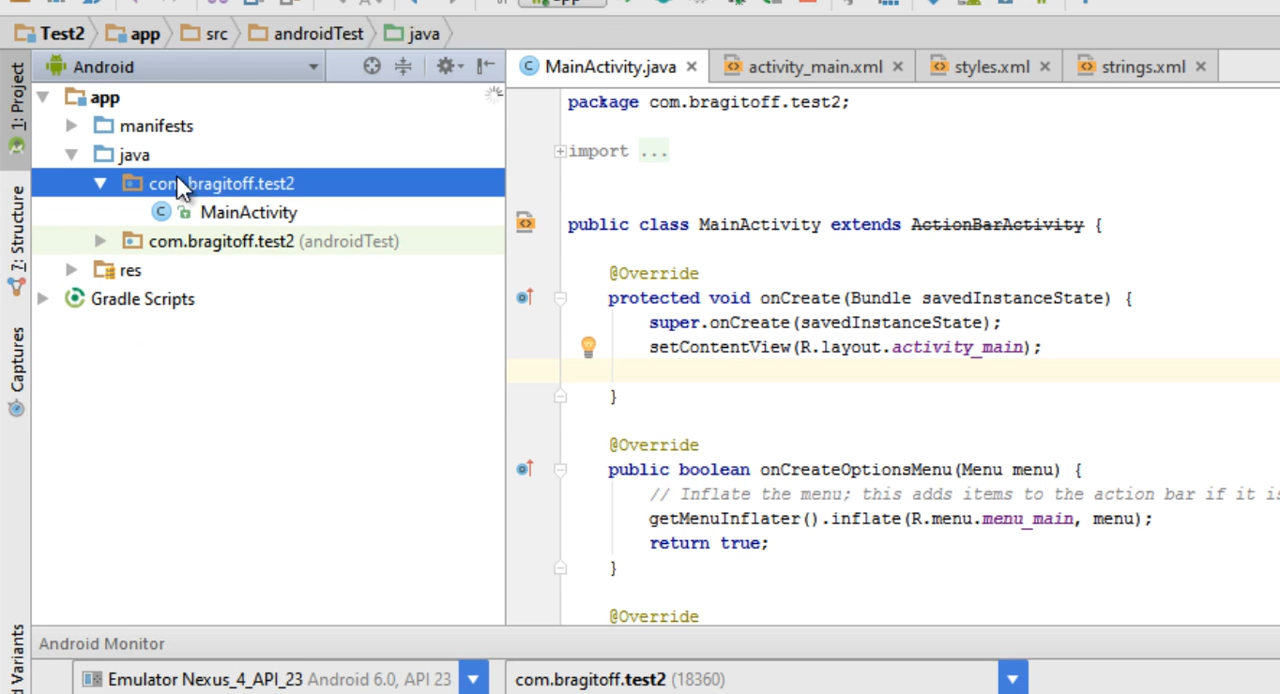 app
Test2 app src androidTest java
Android
MainActivity.java activity_main.xml styles.xml strings.xml
1: Project
7: Structure
Captures
d Variants
app
manifests
java
com.bragitoff.test2
MainActivity
com.bragitoff.test2 (androidTest)
res
Gradle Scripts
package com.bragitoff.test2;
import ...
public class MainActivity extends ActionBarActivity {
@Override
protected void onCreate(Bundle savedInstanceState) {
super.onCreate(savedInstanceState);
setContentView(R.layout.activity_main);
}
@Override
public boolean onCreateOptionsMenu(Menu menu) {
// Inflate the menu; this adds items to the action bar if it is
getMenuInflater().inflate(R.menu.menu_main, menu);
return true;
}
@Override
Android Monitor
Emulator Nexus_4_API_23 Android 6.0, API 23
com.bragitoff.test2 (18360)